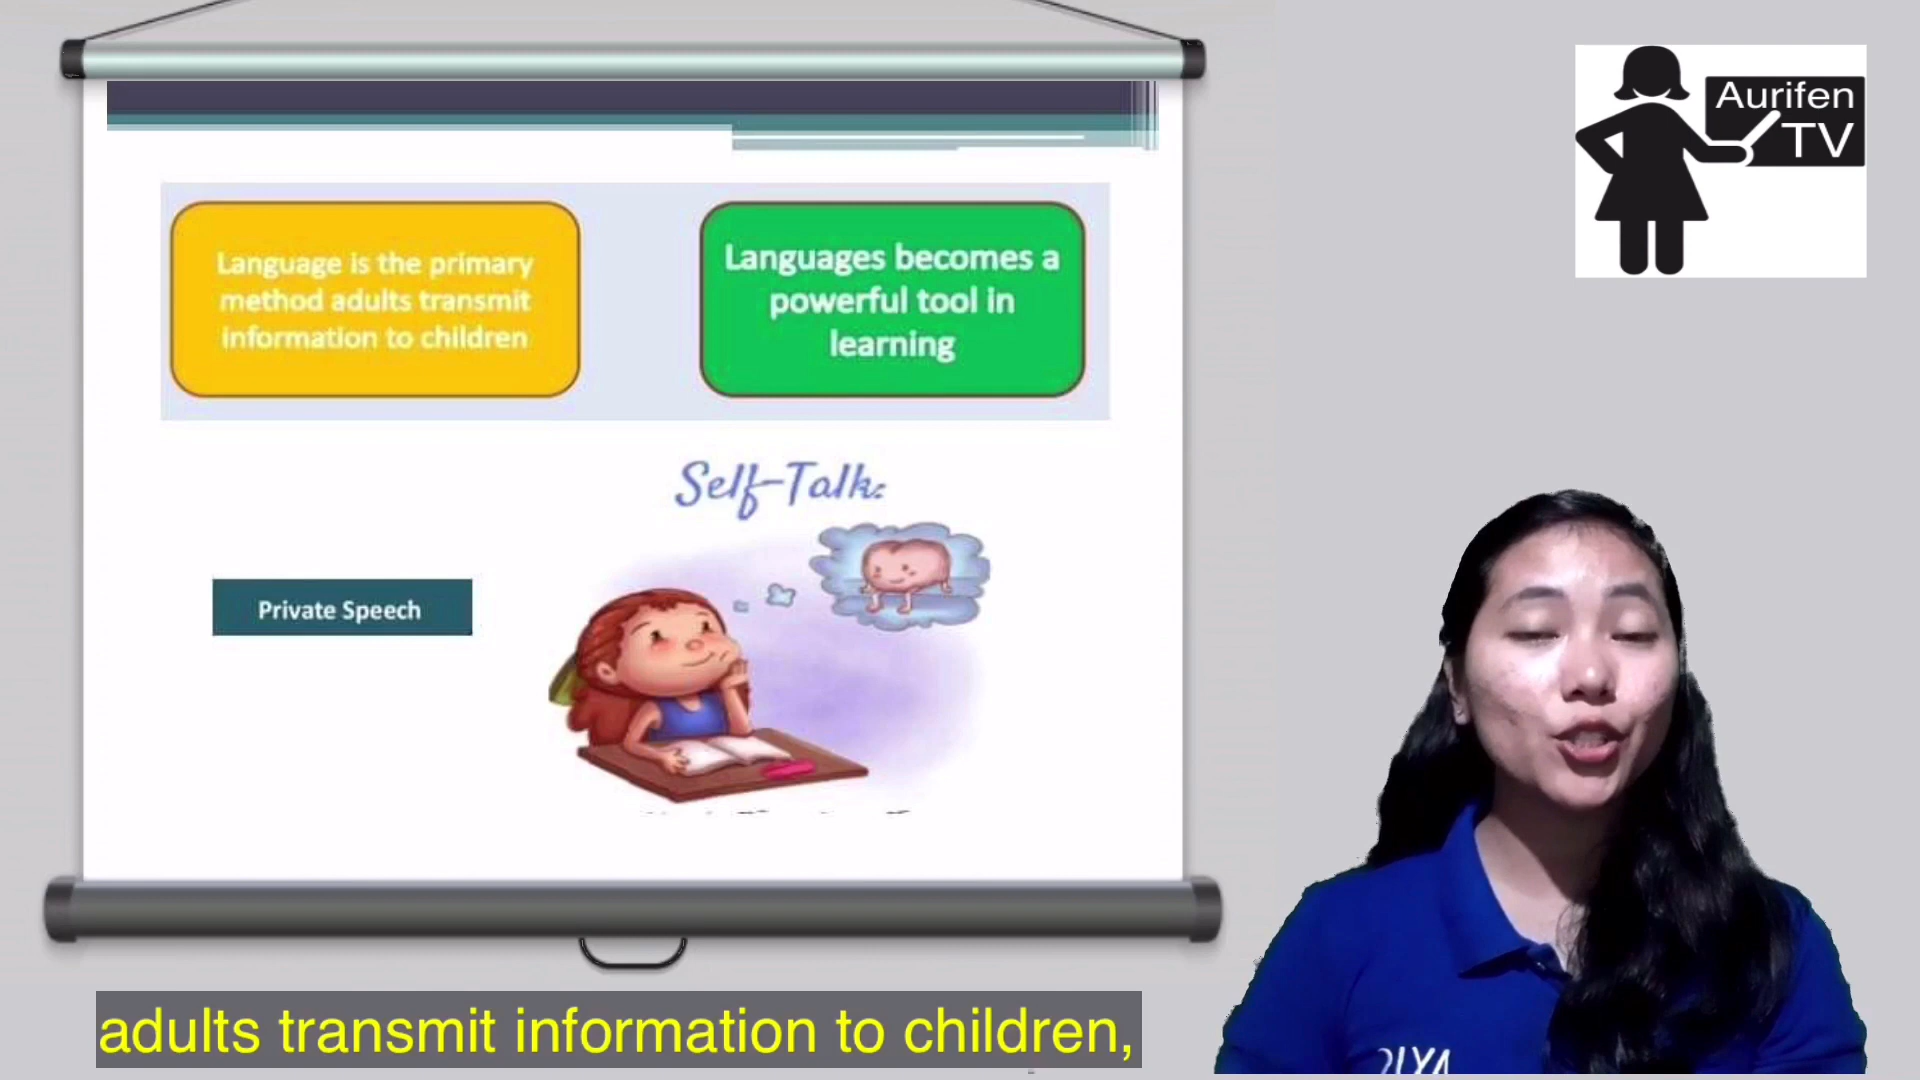 Aurifen
TV
Language is the primary
method adults transmit
information to children
Languages becomes a
powerful tool in
learning
Self-Talk:
Private Speech
adults transmit information to children,